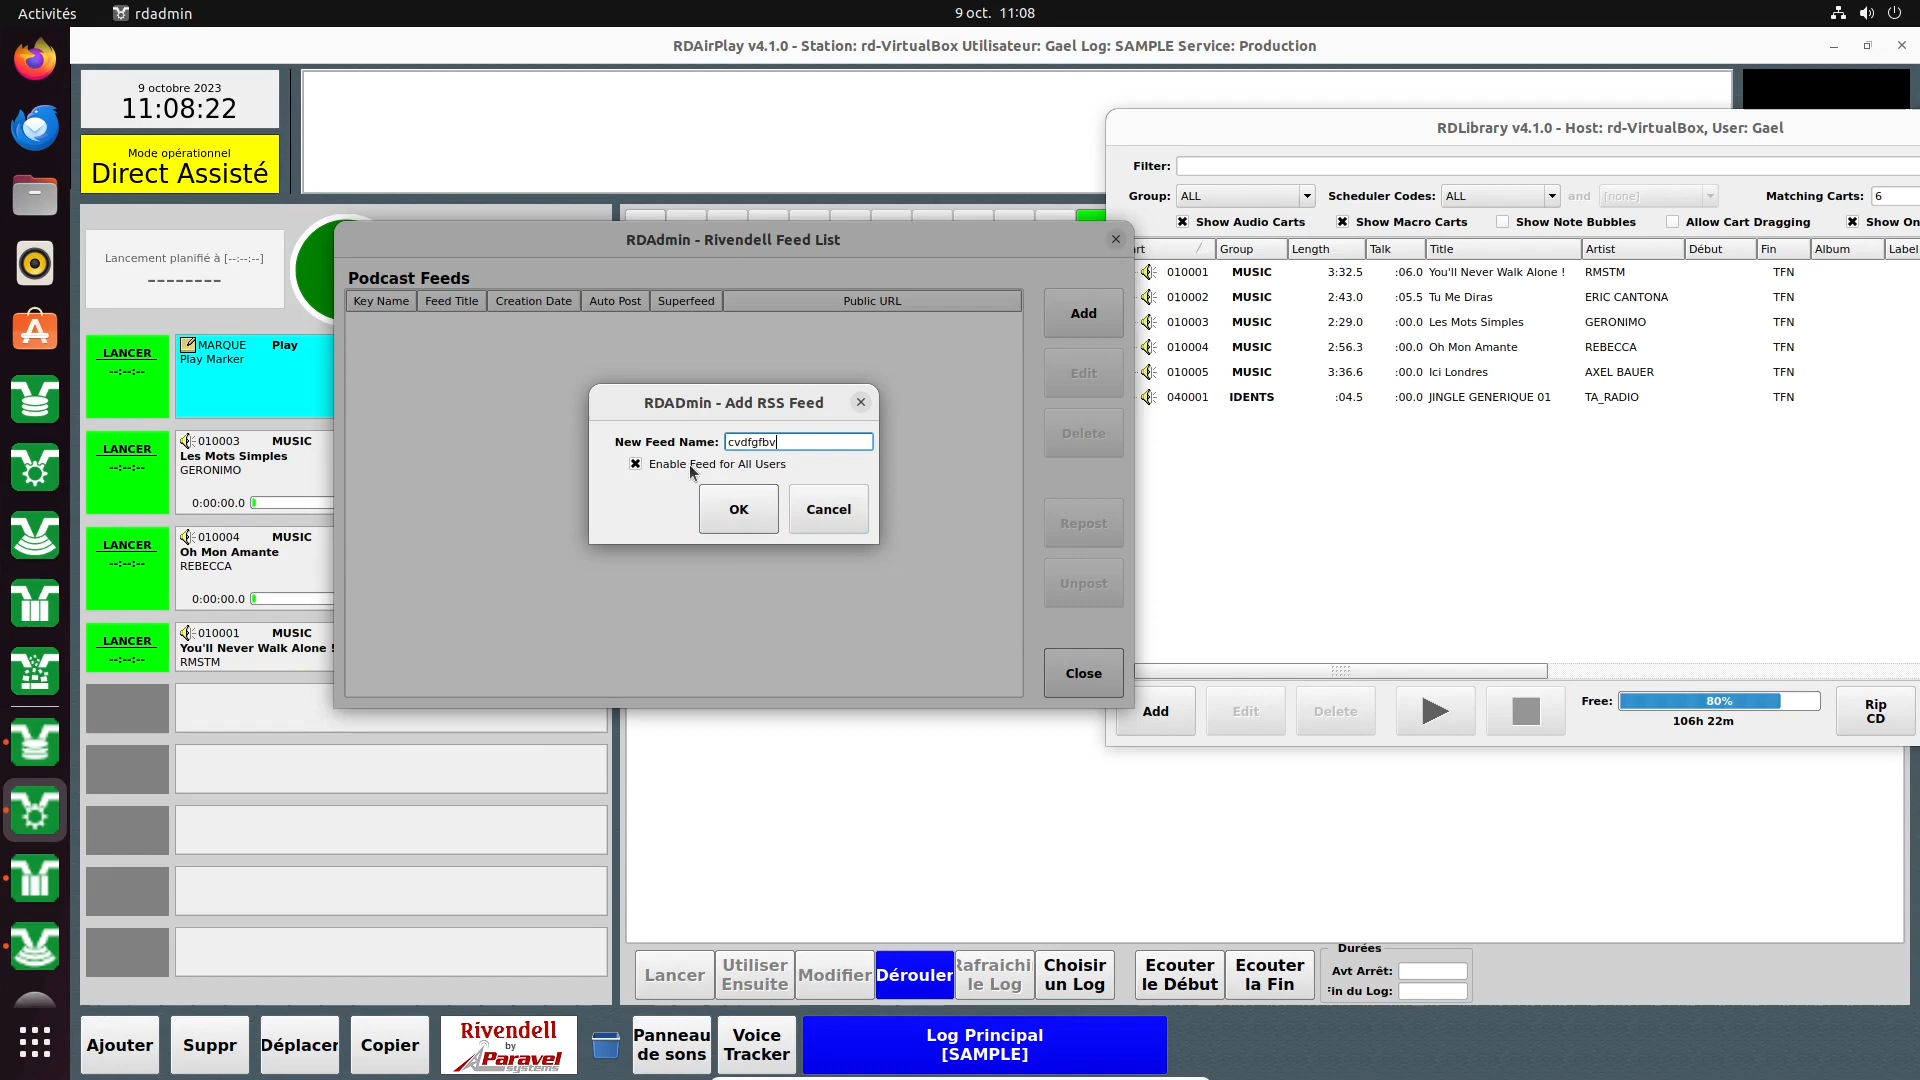 Activités
rdadmin
9 oct. 11:08
RDAirPlay v4.1.0 - Station: rd-VirtualBox Utilisateur: Gael Log: SAMPLE Service: Production
9 octobre 2023
11:08:22
Mode opérationnel
Direct Assisté
Lancement planifié à [--:--:--]
--------
LANCER
--:--:--
MARQUE Play
Play Marker
LANCER
--:--:--
010003 MUSIC
Les Mots Simples
GERONIMO
0:00:00.0
LANCER
--:--:--
010004 MUSIC
Oh Mon Amante
REBECCA
0:00:00.0
LANCER
--:--:--
010001 MUSIC
You'll Never Walk Alone !
RMSTM
RDAdmin - Rivendell Feed List
Podcast Feeds
Key Name Feed Title Creation Date Auto Post Superfeed Public URL
Add
Edit
Delete
Repost
Unpost
Close
RDADmin - Add RSS Feed
New Feed Name: cvdfgfbv
Enable Feed for All Users
OK Cancel
RDLibrary v4.1.0 - Host: rd-VirtualBox, User: Gael
Filter:
Group: ALL Scheduler Codes: ALL and [none] Matching Carts: 6
Show Audio Carts Show Macro Carts Show Note Bubbles Allow Cart Dragging Show On
rt Group Length Talk Title Artist Début Fin Album Label
010001 MUSIC 3:32.5 :06.0 You'll Never Walk Alone ! RMSTM TFN
010002 MUSIC 2:43.0 :05.5 Tu Me Diras ERIC CANTONA TFN
010003 MUSIC 2:29.0 :00.0 Les Mots Simples GERONIMO TFN
010004 MUSIC 2:56.3 :00.0 Oh Mon Amante REBECCA TFN
010005 MUSIC 3:36.6 :00.0 Ici Londres AXEL BAUER TFN
040001 IDENTS :04.5 :00.0 JINGLE GENERIQUE 01 TA_RADIO TFN
Add Edit Delete
Free: 80%
106h 22m
Rip
CD
Lancer
Utiliser
Ensuite
Modifier
Dérouler
Rafraichi
le Log
Choisir
un Log
Ecouter
le Début
Ecouter
la Fin
Durées
Avt Arrêt:
Fin du Log:
Ajouter
Suppr
Déplacer
Copier
Rivendell
by
Paravel
systems
Panneau
de sons
Voice
Tracker
Log Principal
[SAMPLE]